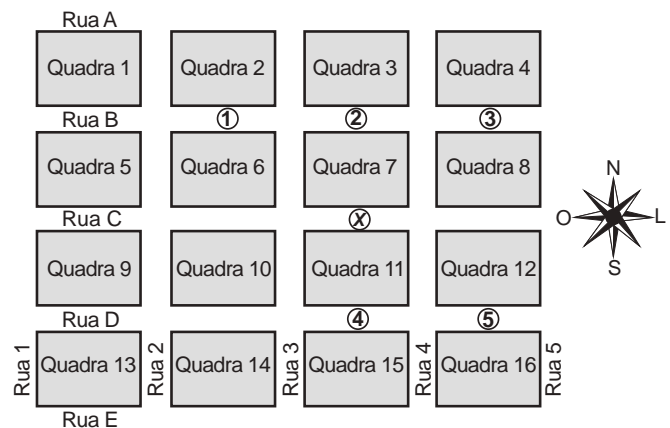 Rua A
Quadra 1 Quadra 2 Quadra 3 Quadra 4
Rua B 1 2 3
Quadra 5 Quadra 6 Quadra 7 Quadra 8
N
O L
S
Rua C X
Quadra 9 Quadra 10 Quadra 11 Quadra 12
Rua D 4 5
Rua 1 Quadra 13 Rua 2 Quadra 14 Rua 3 Quadra 15 Rua 4 Quadra 16 Rua 5
Rua E